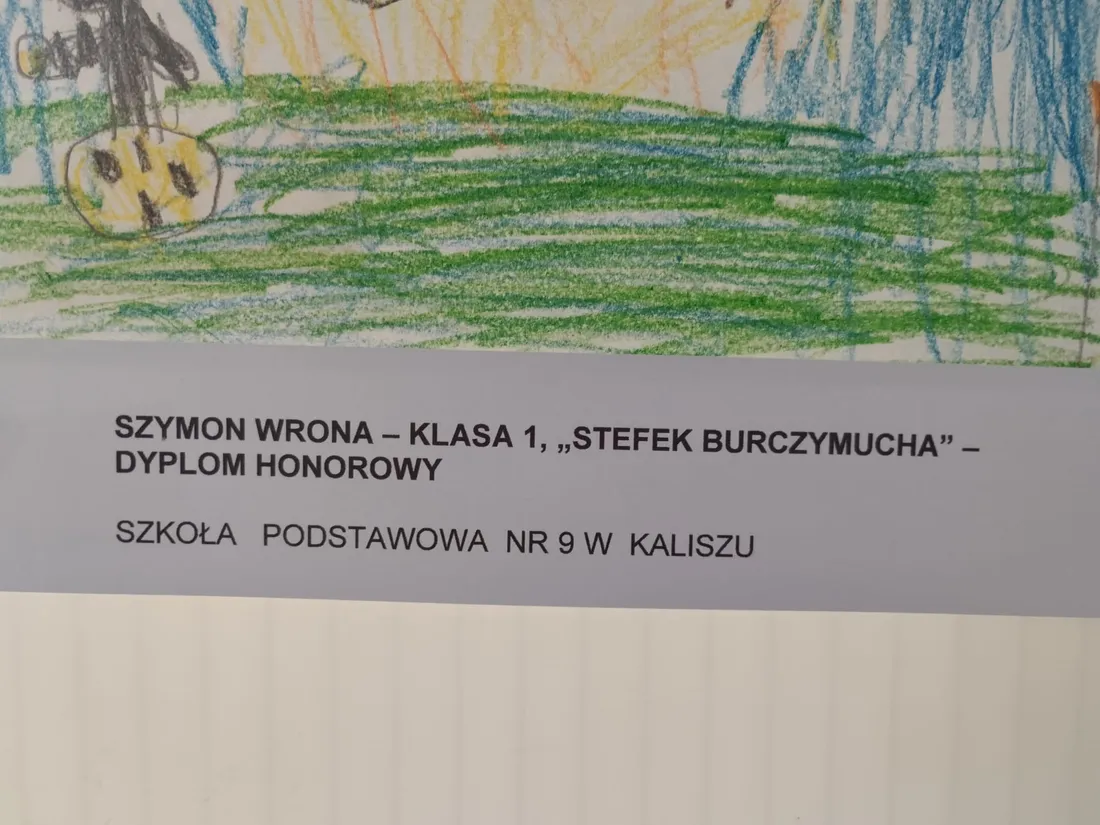 SZYMON WRONA – KLASA 1, „STEFEK BURCZYMUCHA” –
DYPLOM HONOROWY
SZKOŁA PODSTAWOWA NR 9 W KALISZU